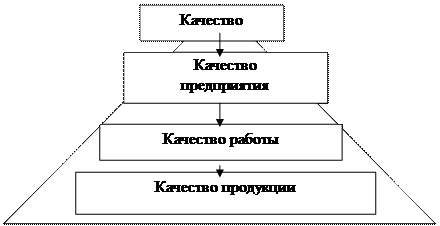 Качество
Качество
предприятия
Качество работы
Качество продукции